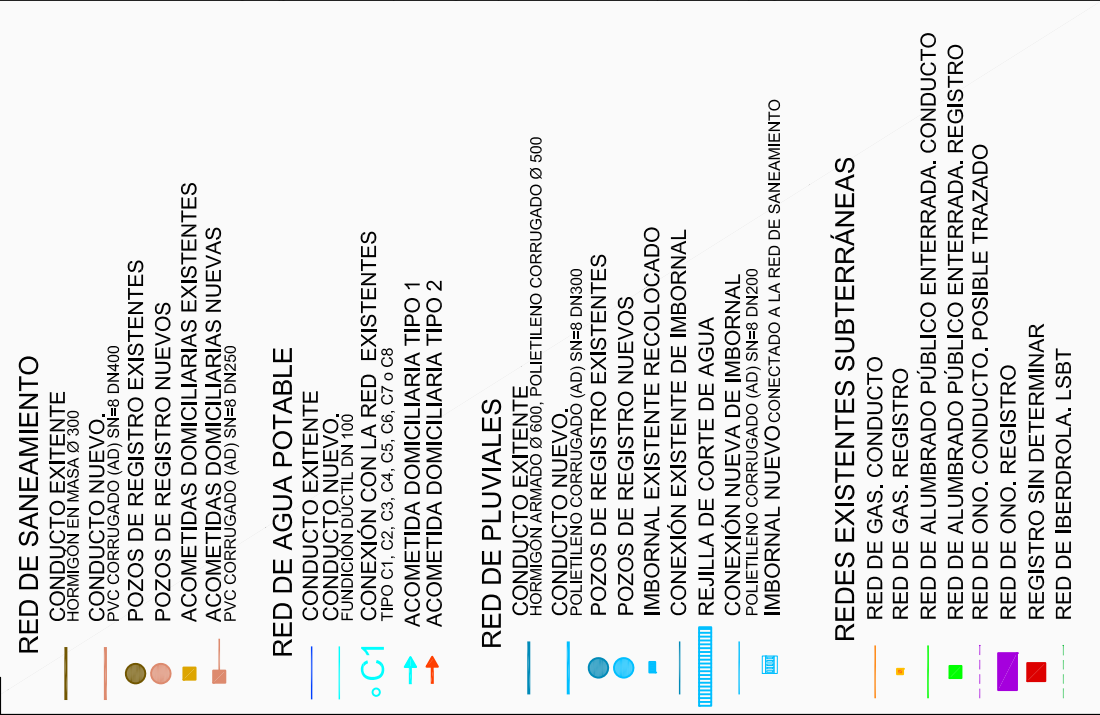 RED DE SANEAMIENTO
CONDUCTO EXITENTE
HORMIGÓN EN MASA Ø 300
CONDUCTO NUEVO.
PVC CORRUGADO (AD) SN=8 DN400
POZOS DE REGISTRO EXISTENTES
POZOS DE REGISTRO NUEVOS
ACOMETIDAS DOMICILIARIAS EXISTENTES
ACOMETIDAS DOMICILIARIAS NUEVAS
PVC CORRUGADO (AD) SN=8 DN250
RED DE AGUA POTABLE
CONDUCTO EXITENTE
CONDUCTO NUEVO.
FUNDICIÓN DUCTIL DN 100
C1 CONEXIÓN CON LA RED EXISTENTES
TIPO C1, C2, C3, C4, C5, C6, C7 o C8
ACOMETIDA DOMICILIARIA TIPO 1
ACOMETIDA DOMICILIARIA TIPO 2
RED DE PLUVIALES
CONDUCTO EXITENTE
HORMIGÓN ARMADO Ø 600, POLIETILENO CORRUGADO Ø 500
CONDUCTO NUEVO.
POLIETILENO CORRUGADO (AD) SN=8 DN300
POZOS DE REGISTRO EXISTENTES
POZOS DE REGISTRO NUEVOS
IMBORNAL EXISTENTE RECOLOCADO
CONEXIÓN EXISTENTE DE IMBORNAL
REJILLA DE CORTE DE AGUA
CONEXIÓN NUEVA DE IMBORNAL
POLIETILENO CORRUGADO (AD) SN=8 DN200
IMBORNAL NUEVO CONECTADO A LA RED DE SANEAMIENTO
REDES EXISTENTES SUBTERRÁNEAS
RED DE GAS. CONDUCTO
RED DE GAS. REGISTRO
RED DE ALUMBRADO PÚBLICO ENTERRADA. CONDUCTO
RED DE ALUMBRADO PÚBLICO ENTERRADA. REGISTRO
RED DE ONO. CONDUCTO. POSIBLE TRAZADO
RED DE ONO. REGISTRO
REGISTRO SIN DETERMINAR
RED DE IBERDROLA. LSBT